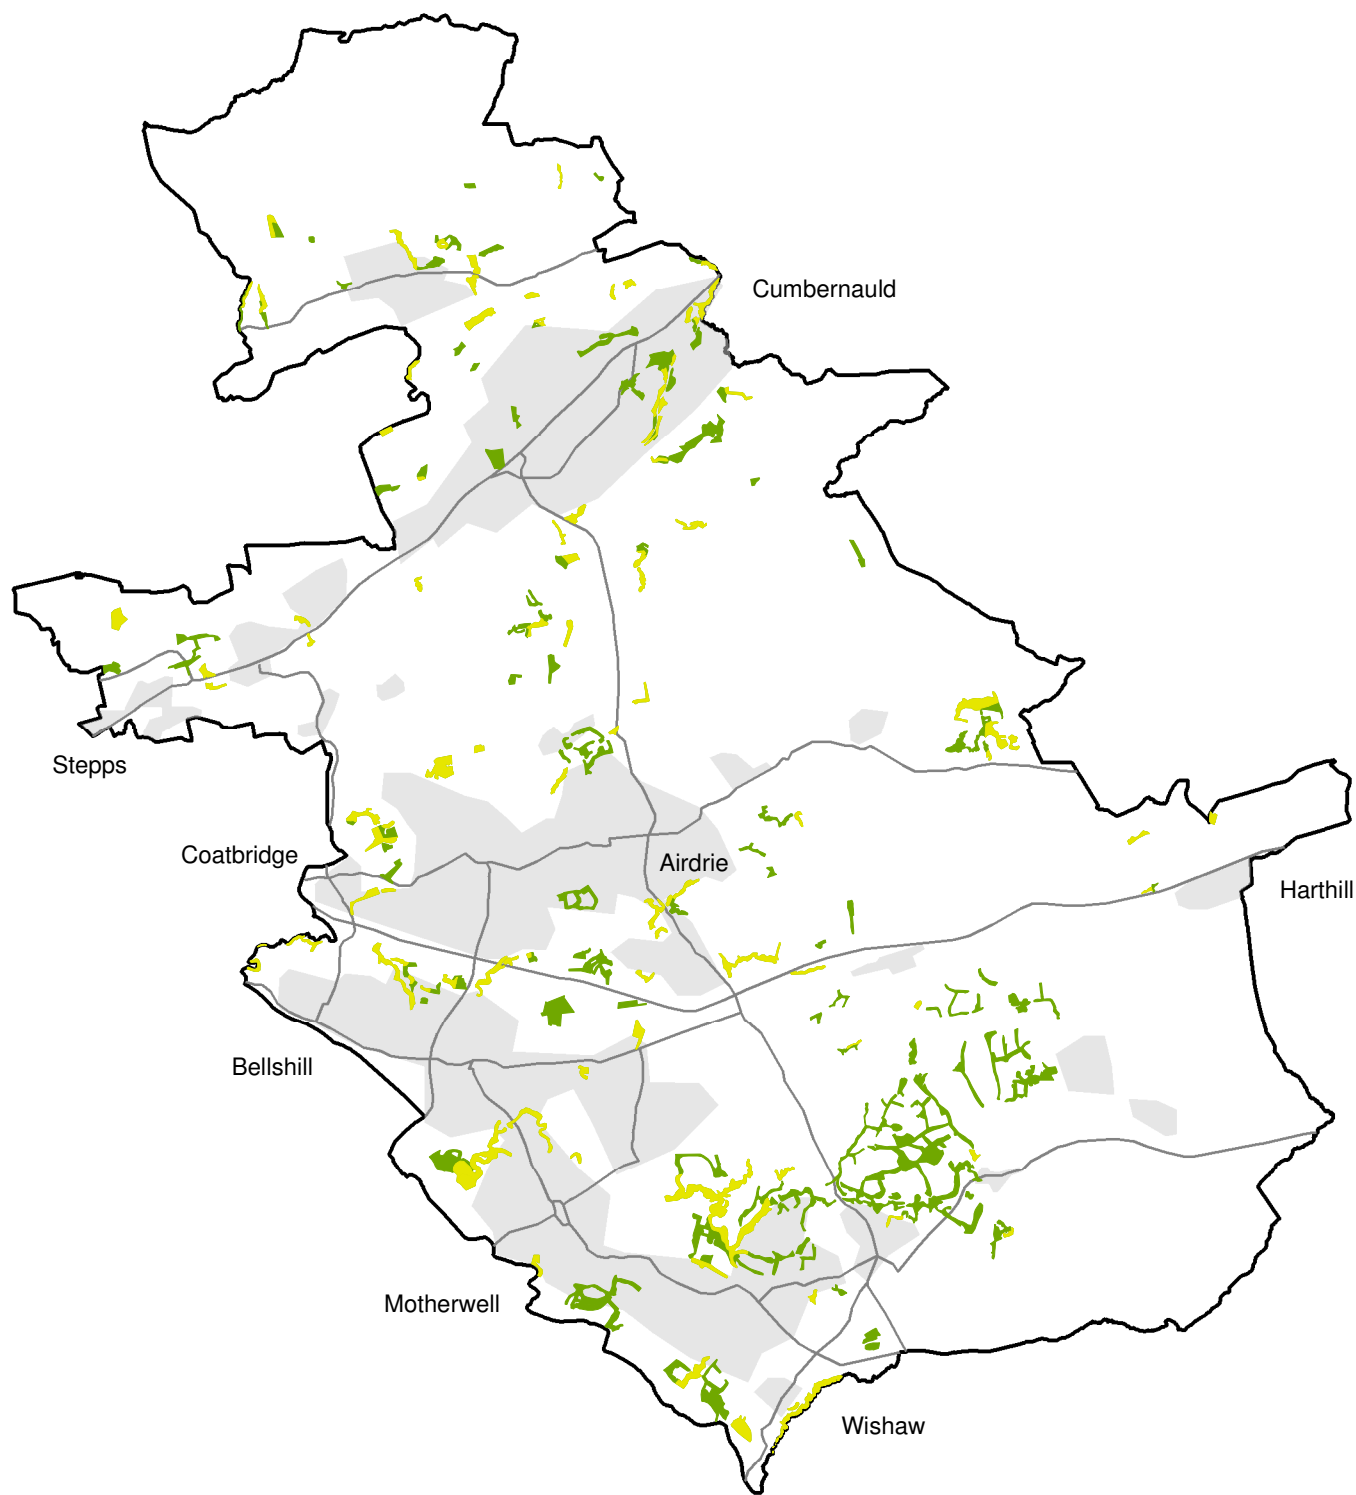 Cumbernauld
Stepps
Coatbridge
Airdrie
Harthill
Bellshill
Motherwell
Wishaw